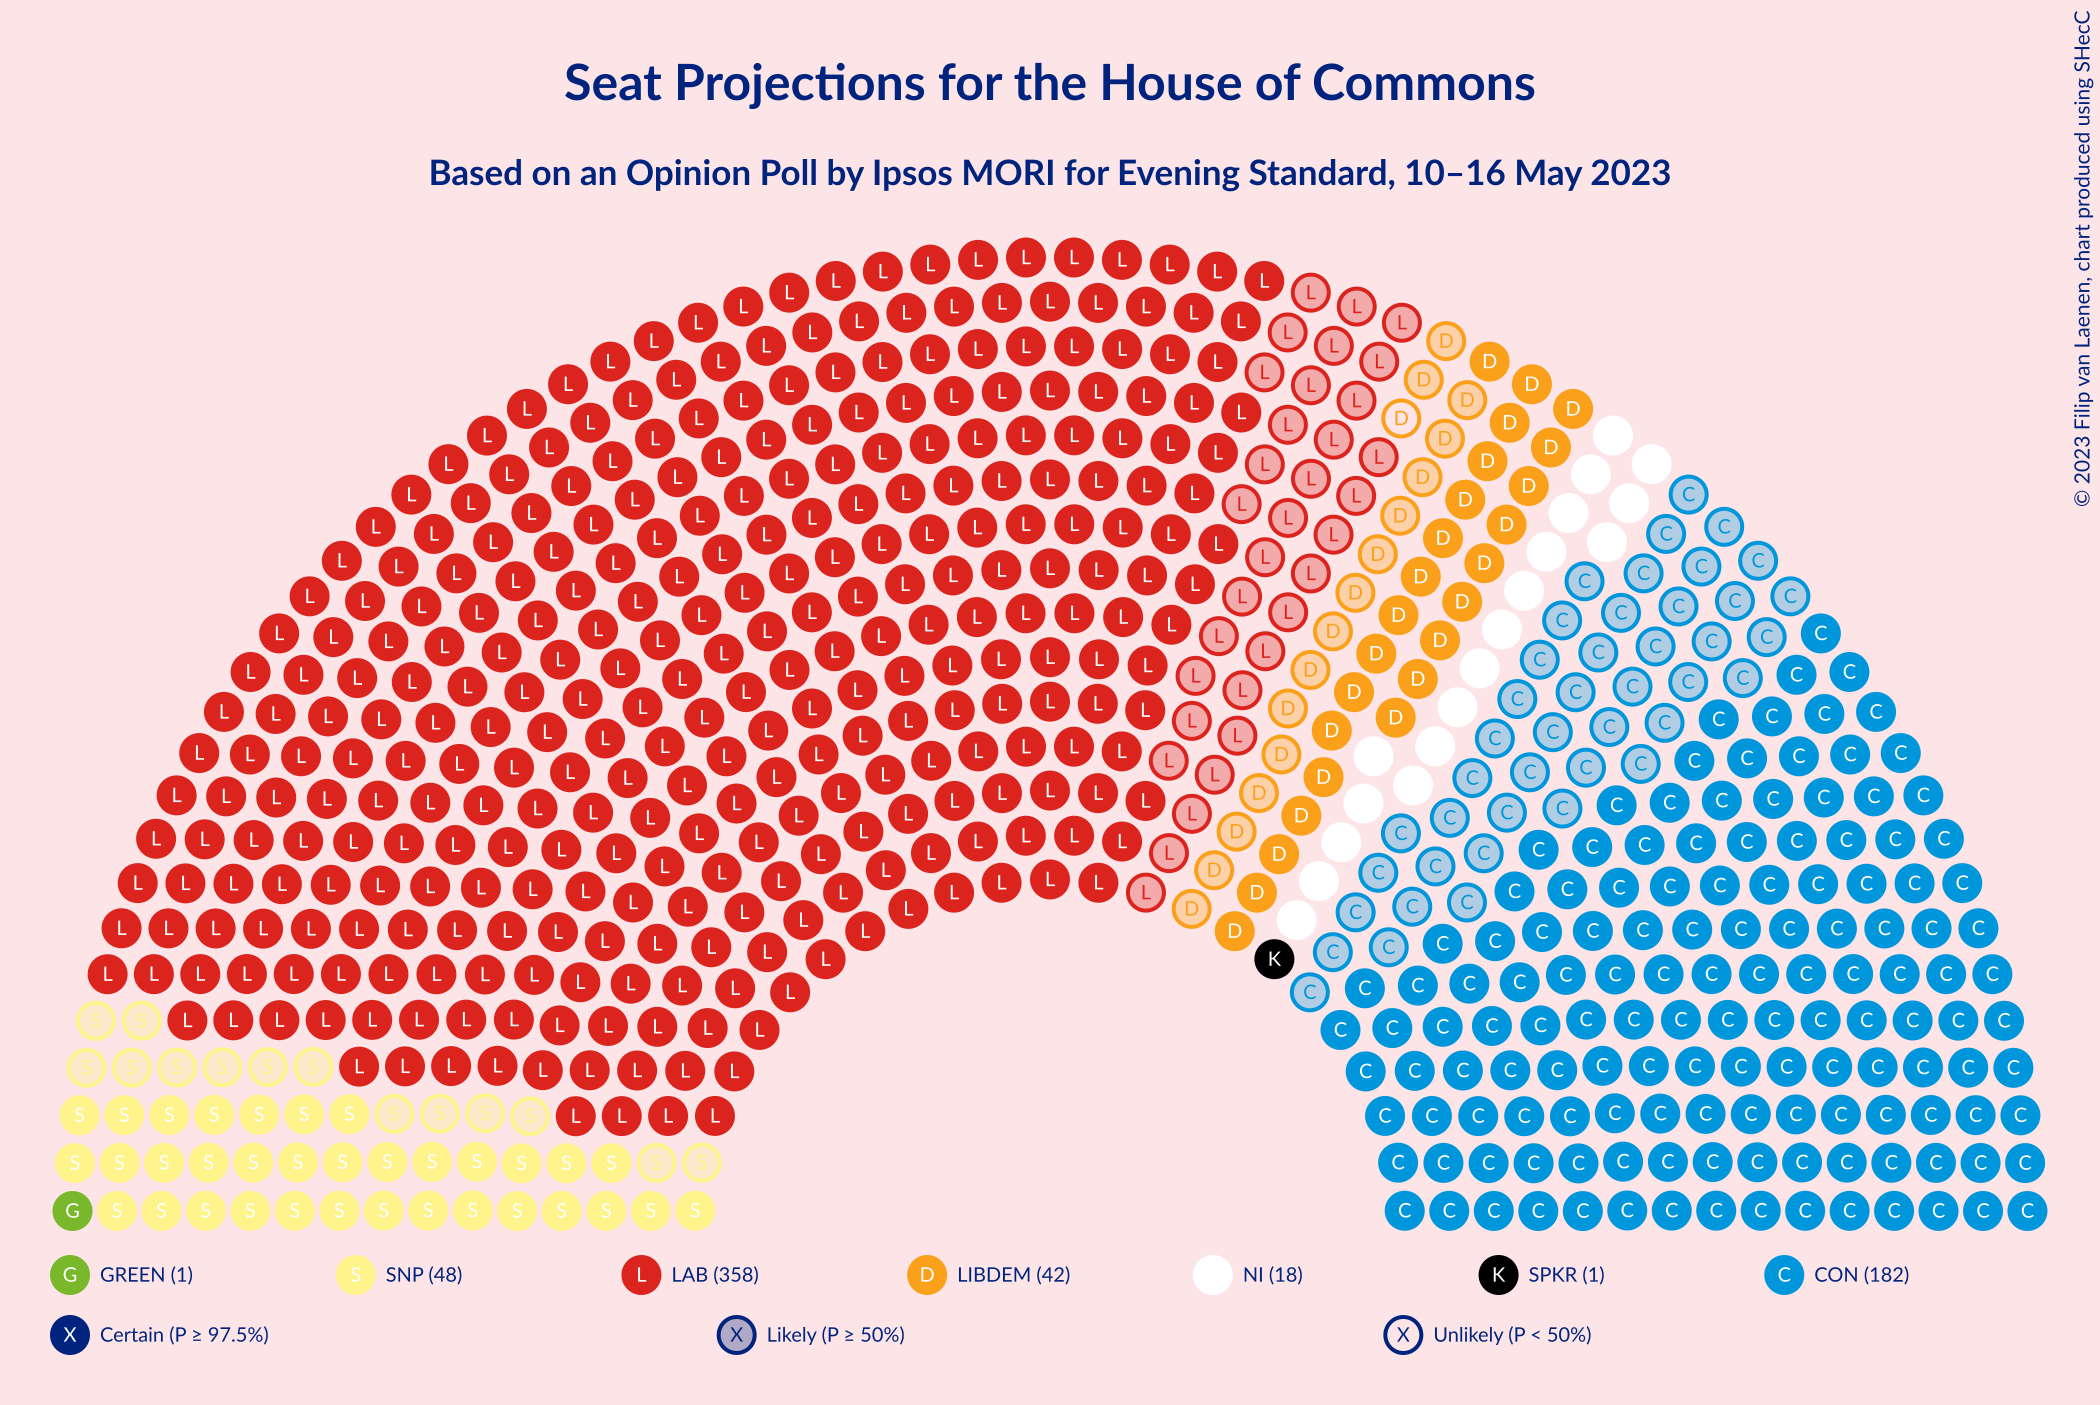 Seat Projections for the House of Commons
Based on an Opinion Poll by Ipsos MORI for Evening Standard, 10–16 May 2023
© 2023 Filip van Laenen, chart produced using SHecC
G GREEN (1) S SNP (48) L LAB (358) D LIBDEM (42) NI (18) K SPKR (1) C CON (182)
X Certain (P ≥ 97.5%) X Likely (P ≥ 50%) X Unlikely (P < 50%)